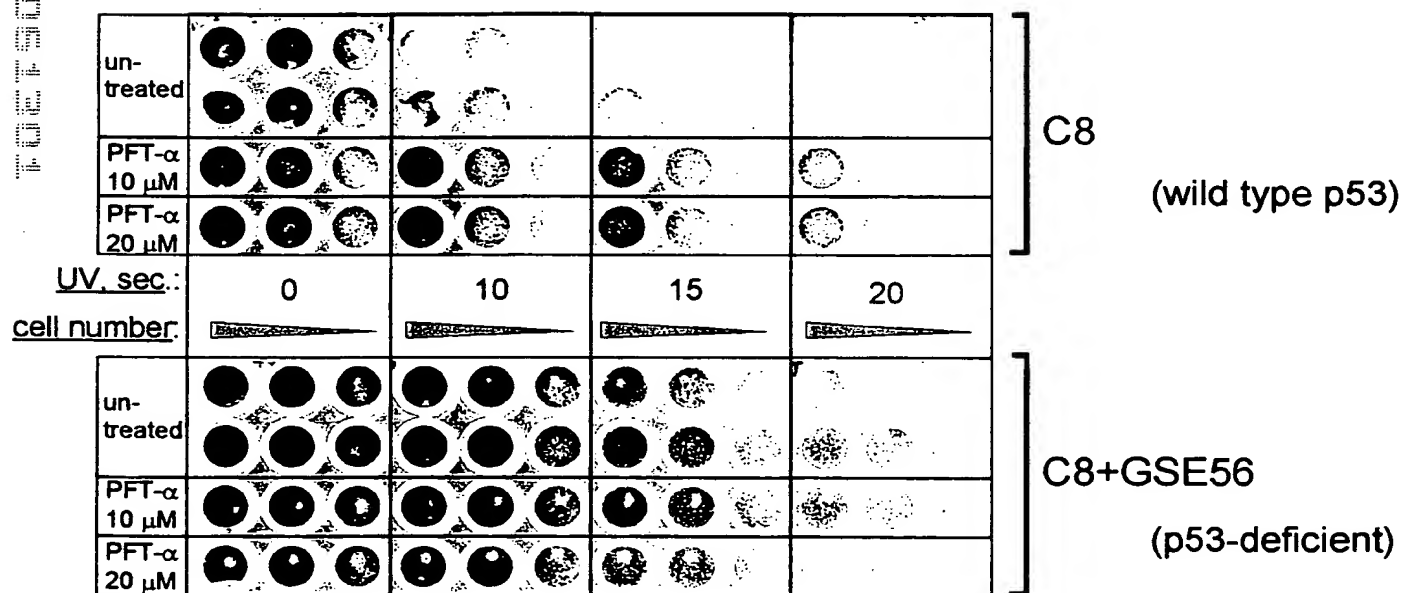 un-
treated
PFT-α
10 μM
PFT-α
20 μM
C8
(wild type p53)
UV, sec.: 0 10 15 20
cell number:
un-
treated
PFT-α
10 μM
PFT-α
20 μM
C8+GSE56
(p53-deficient)